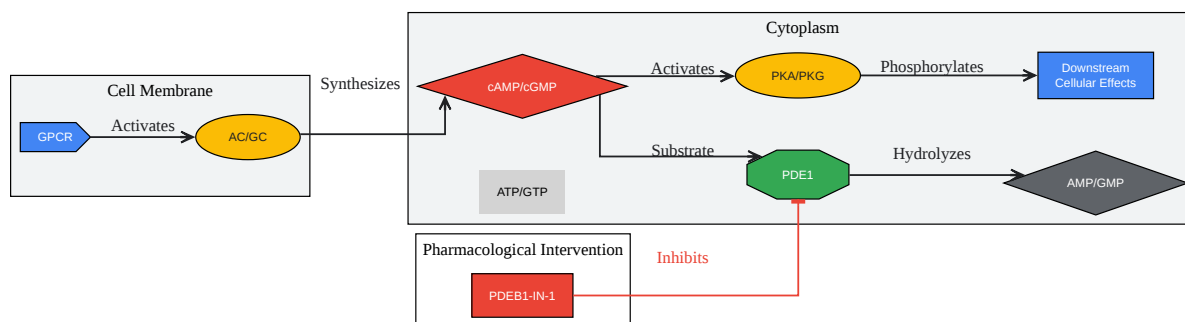 Cytoplasm
Cell Membrane
Synthesizes
cAMP/cGMP
Activates
PKA/PKG
Phosphorylates
Downstream
Cellular Effects
GPCR
Activates
AC/GC
Substrate
PDE1
Hydrolyzes
AMP/GMP
ATP/GTP
Pharmacological Intervention
Inhibits
PDEB1-IN-1